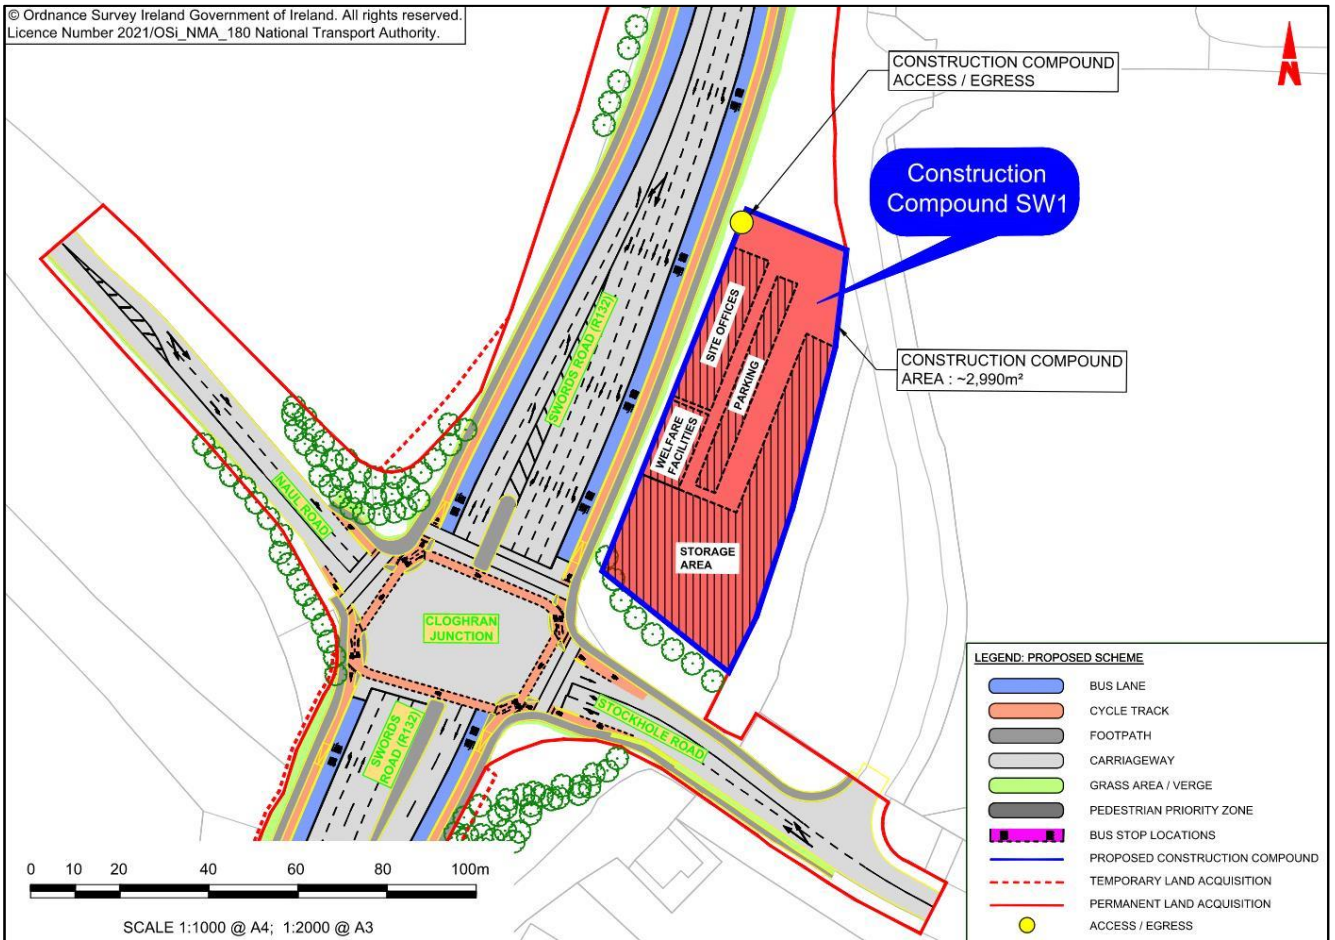 © Ordnance Survey Ireland Government of Ireland. All rights reserved.
Licence Number 2021/OSi_NMA_180 National Transport Authority.
CONSTRUCTION COMPOUND
ACCESS / EGRESS
N
Construction
Compound SW1
SITE OFFICES
PARKING
WELFARE
FACILITIES
STORAGE
AREA
CONSTRUCTION COMPOUND
AREA : ~2,990m²
SWORDS ROAD (R132)
NAUL ROAD
CLOGHRAN
JUNCTION
SWORDS
ROAD (R132)
STOCKHOLE ROAD
LEGEND: PROPOSED SCHEME
BUS LANE
CYCLE TRACK
FOOTPATH
CARRIAGEWAY
GRASS AREA / VERGE
PEDESTRIAN PRIORITY ZONE
BUS STOP LOCATIONS
PROPOSED CONSTRUCTION COMPOUND
TEMPORARY LAND ACQUISITION
PERMANENT LAND ACQUISITION
ACCESS / EGRESS
0 10 20 40 60 80 100m
SCALE 1:1000 @ A4; 1:2000 @ A3